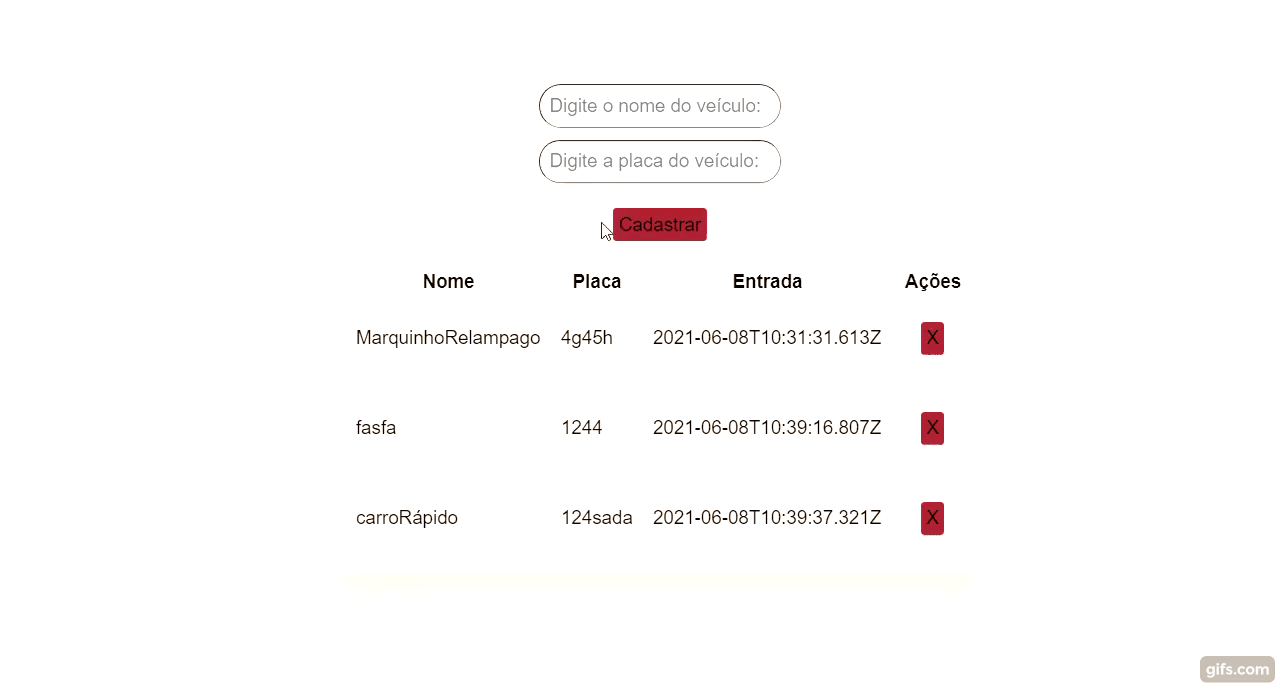 Digite o nome do veículo:
Digite a placa do veículo:
Cadastrar
Nome Placa Entrada Ações
MarquinhoRelampago 4g45h 2021-06-08T10:31:31.613Z X
fasfa 1244 2021-06-08T10:39:16.807Z X
carroRápido 124sada 2021-06-08T10:39:37.321Z X
gifs.com